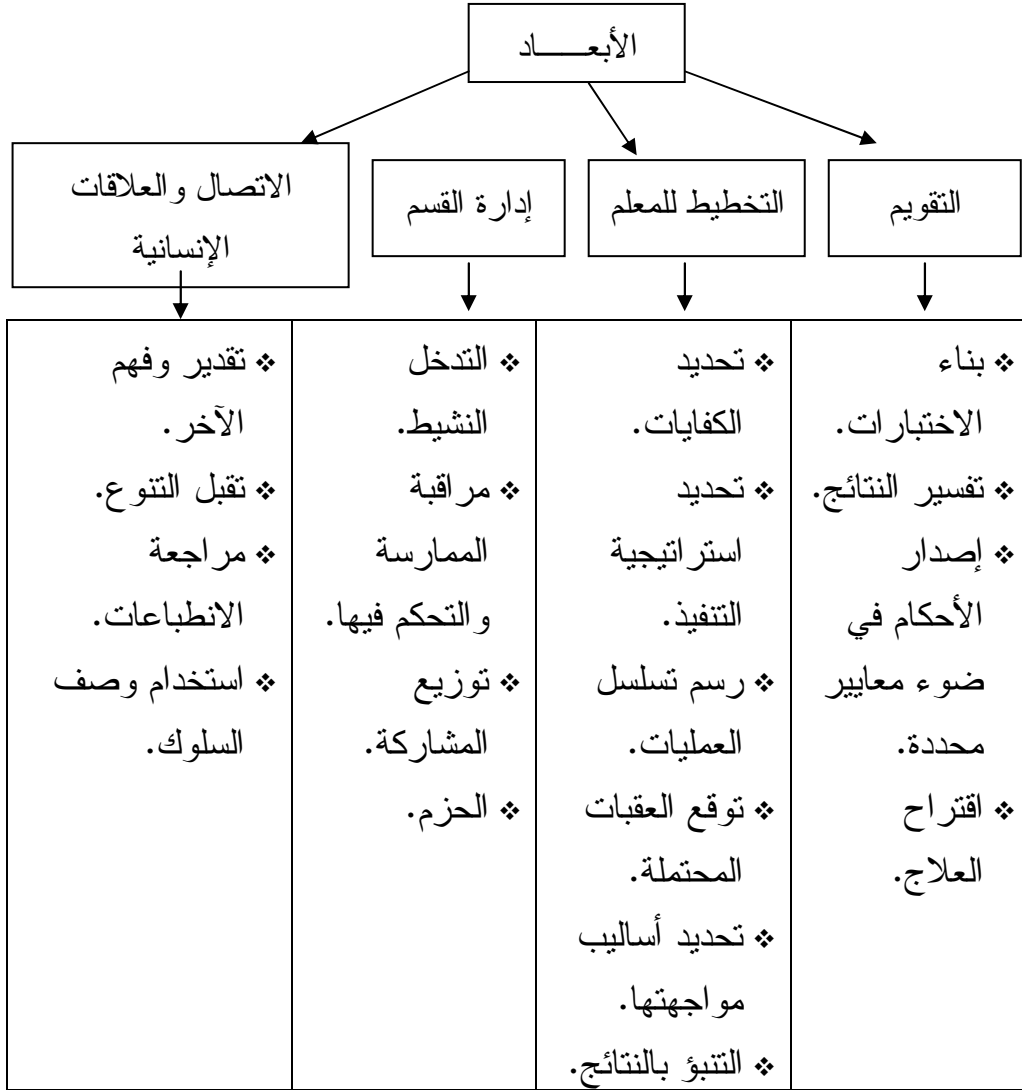 الأبعـــــاد
التقويم
التخطيط للمعلم
إدارة القسم
الاتصال والعلاقات
الإنسانية
❖ بناء
الاختبارات.
❖ تفسير النتائج.
❖ إصدار
الأحكام في
ضوء معايير
محددة.
❖ اقتراح
العلاج.
❖ تحديد
الكفايات.
❖ تحديد
استراتيجية
التنفيذ.
❖ رسم تسلسل
العمليات.
❖ توقع العقبات
المحتملة.
❖ تحديد أساليب
مواجهتها.
❖ التنبؤ بالنتائج.
❖ التدخل
النشيط.
❖ مراقبة
الممارسة
والتحكم فيها.
❖ توزيع
المشاركة.
❖ الحزم.
❖ تقدير وفهم
الآخر.
❖ تقبل التنوع.
❖ مراجعة
الانطباعات.
❖ استخدام وصف
السلوك.